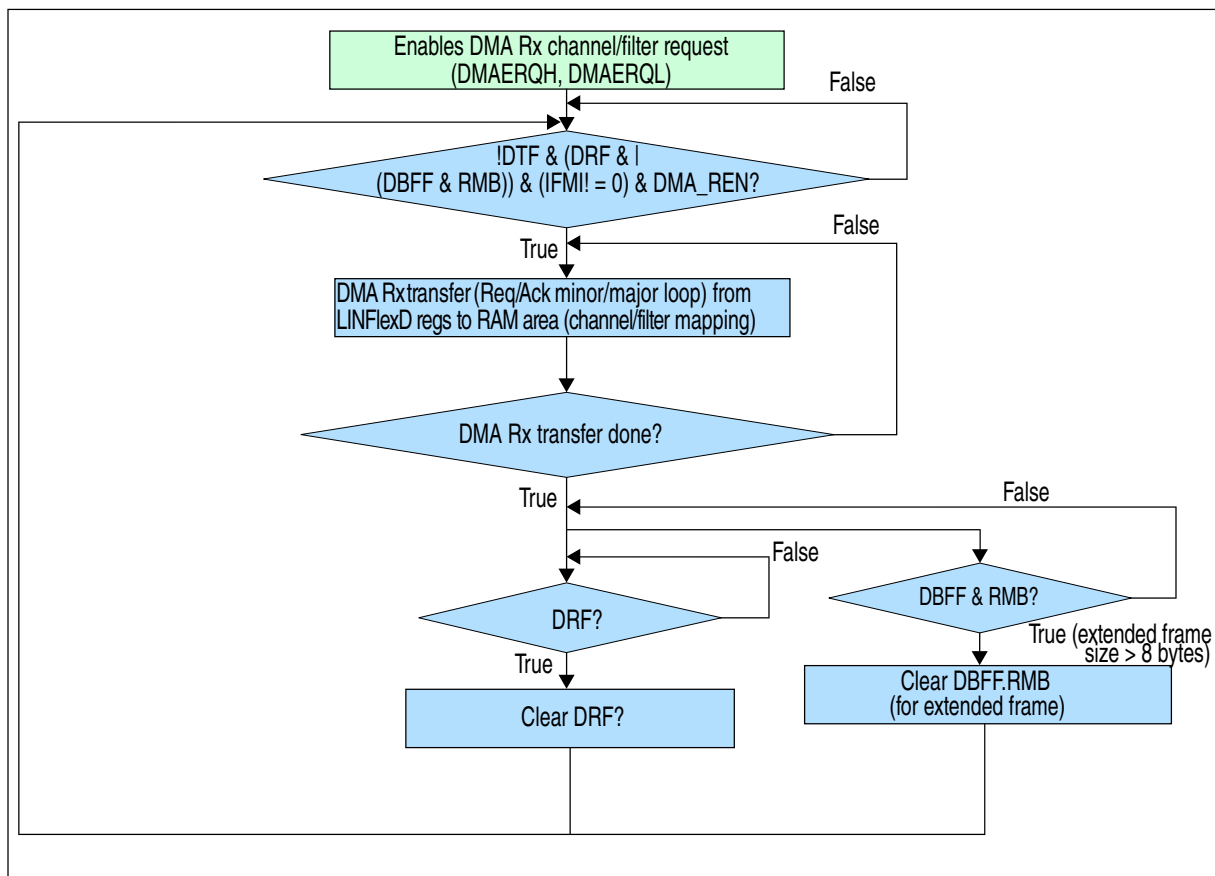 Enables DMA Rx channel/filter request
(DMAERQH, DMAERQL)
False
!DTF & (DRF & |
(DBFF & RMB)) & (IFMI! = 0) & DMA_REN?
False
True
DMA Rx transfer (Req/Ack minor/major loop) from
LINFlexD regs to RAM area (channel/filter mapping)
DMA Rx transfer done?
True
False
False
DBFF & RMB?
DRF?
True (extended frame
size > 8 bytes)
True
Clear DBFF.RMB
(for extended frame)
Clear DRF?